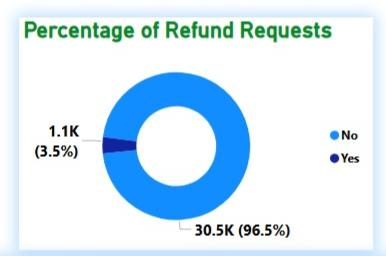 Percentage of Refund Requests
1.1K
(3.5%)
No
Yes
30.5K (96.5%)